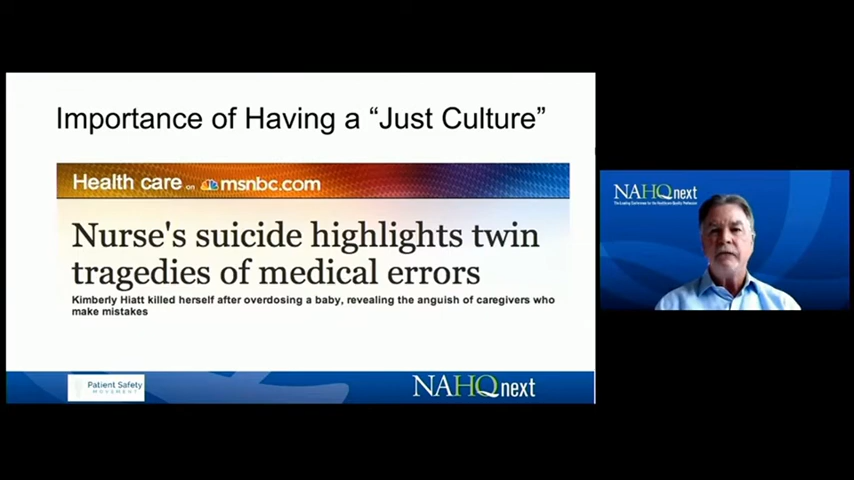 Importance of Having a “Just Culture”
Health care on msnbc.com
Nurse's suicide highlights twin
tragedies of medical errors
Kimberly Hiatt killed herself after overdosing a baby, revealing the anguish of caregivers who
make mistakes
Patient Safety
MOVEMENT
NAHQnext
NAHQnext
The Leading Conference for the Healthcare Quality Profession